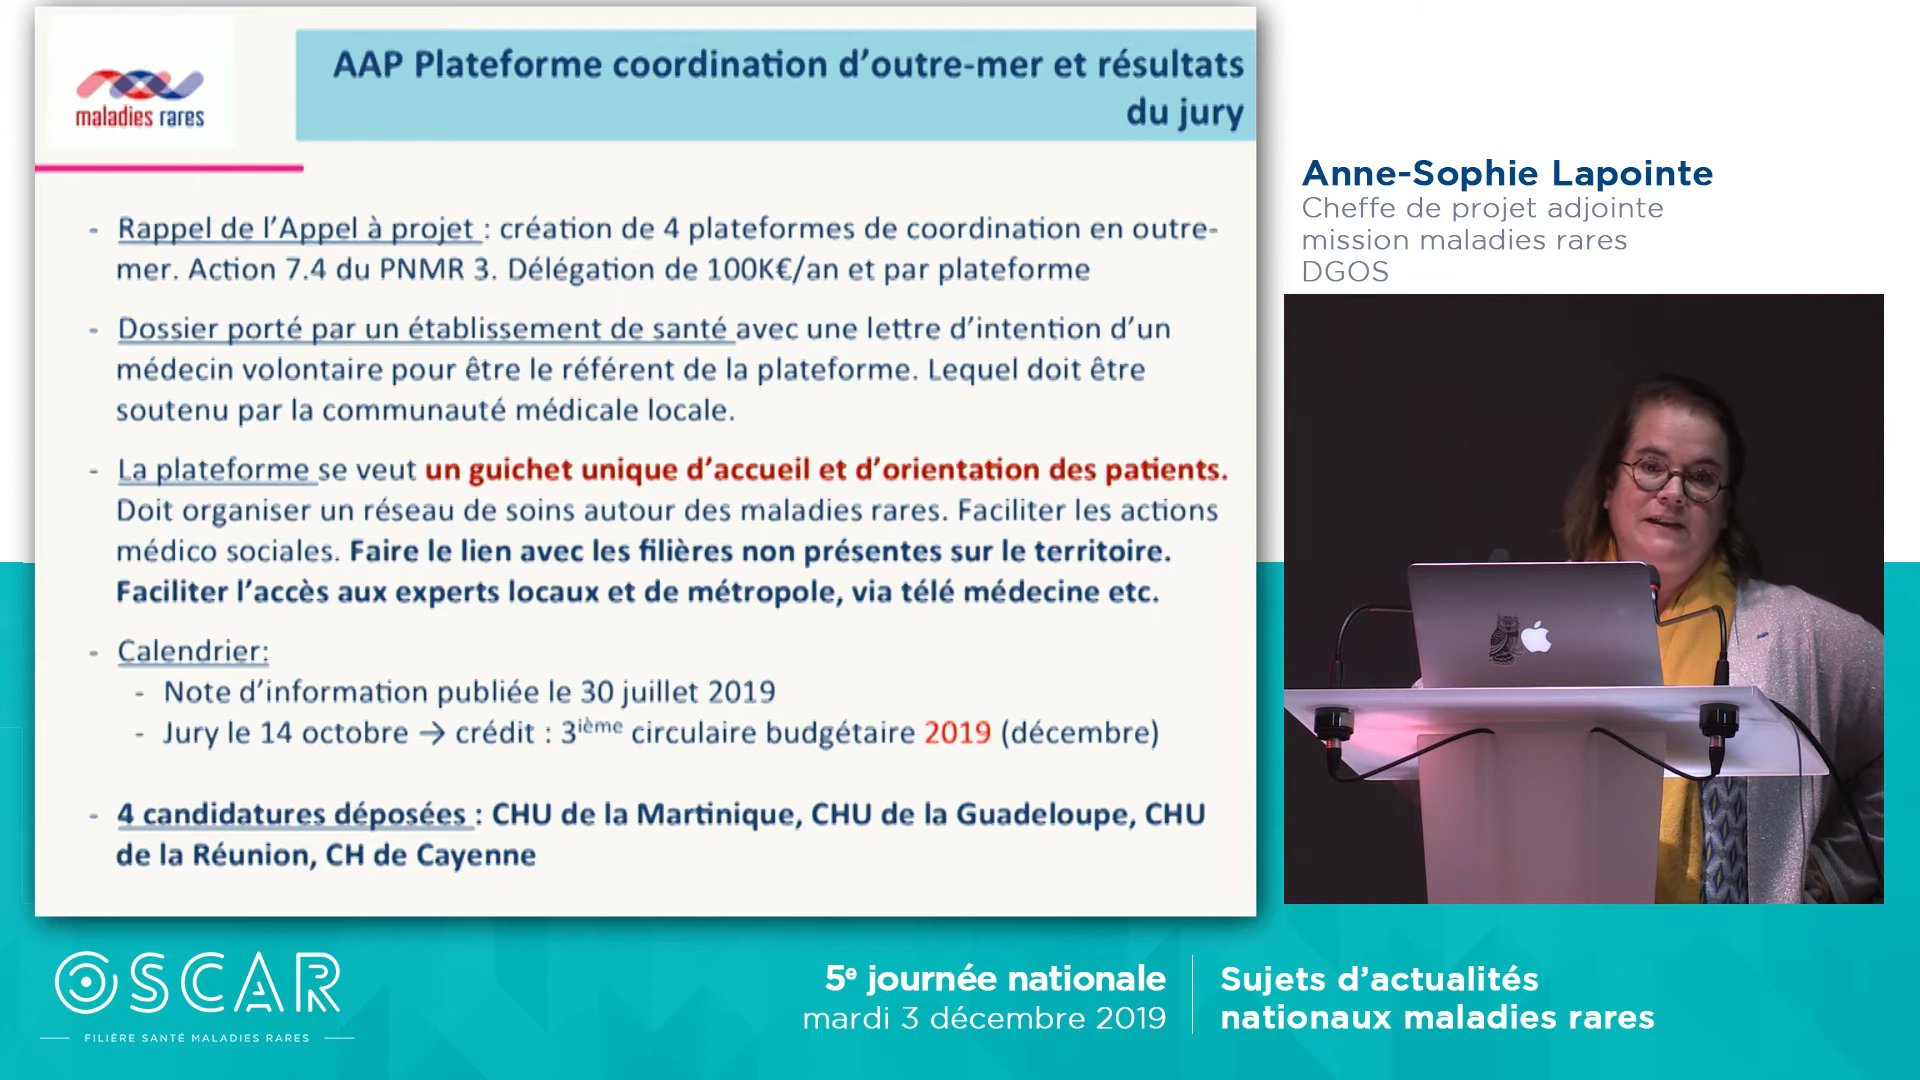 maladies rares
AAP Plateforme coordination d'outre-mer et résultats
du jury
- Rappel de l'Appel à projet : création de 4 plateformes de coordination en outre-
mer. Action 7.4 du PNMR 3. Délégation de 100K€/an et par plateforme
- Dossier porté par un établissement de santé avec une lettre d'intention d'un
médecin volontaire pour être le référent de la plateforme. Lequel doit être
soutenu par la communauté médicale locale.
- La plateforme se veut un guichet unique d'accueil et d'orientation des patients.
Doit organiser un réseau de soins autour des maladies rares. Faciliter les actions
médico sociales. Faire le lien avec les filières non présentes sur le territoire.
Faciliter l'accès aux experts locaux et de métropole, via télé médecine etc.
- Calendrier:
- Note d'information publiée le 30 juillet 2019
- Jury le 14 octobre → crédit : 3ième circulaire budgétaire 2019 (décembre)
- 4 candidatures déposées : CHU de la Martinique, CHU de la Guadeloupe, CHU
de la Réunion, CH de Cayenne
Anne-Sophie Lapointe
Cheffe de projet adjointe
mission maladies rares
DGOS
OSCAR
FILIÈRE SANTÉ MALADIES RARES
5e journée nationale
mardi 3 décembre 2019
Sujets d'actualités
nationaux maladies rares